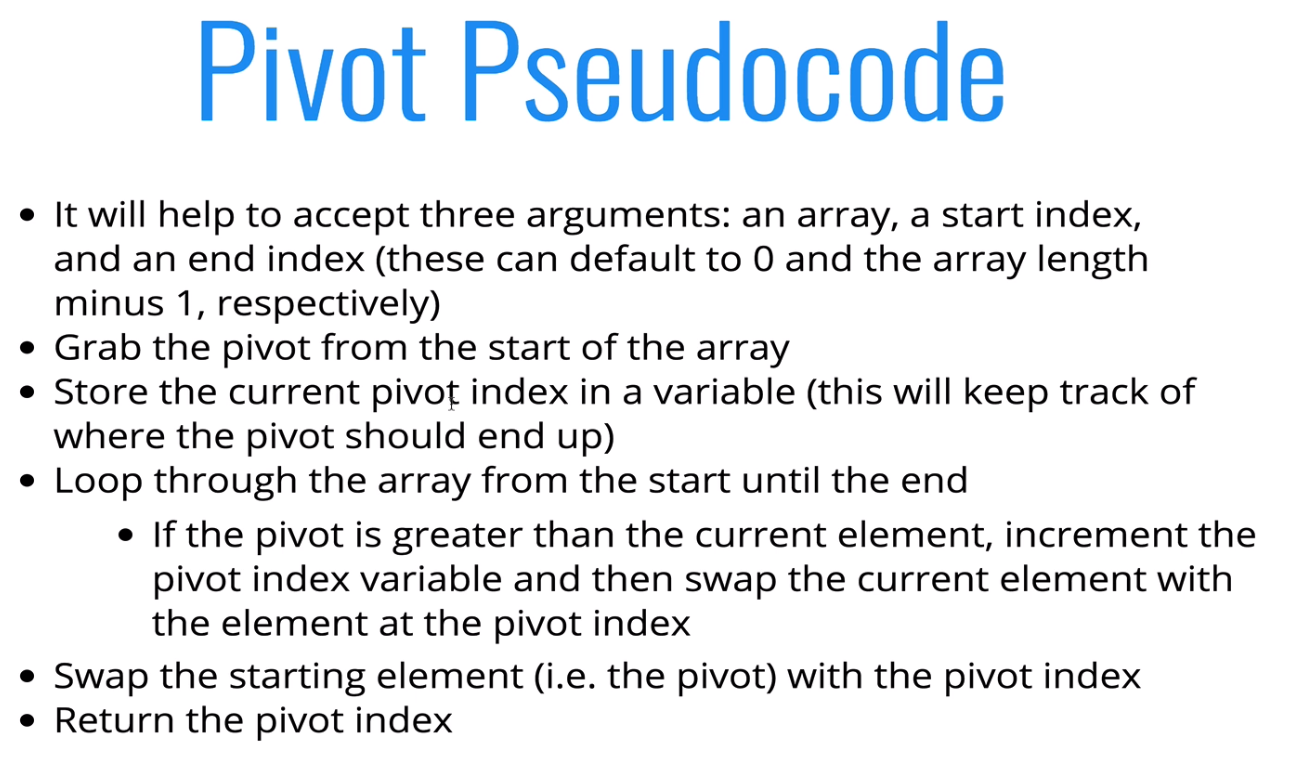 Pivot Pseudocode
• It will help to accept three arguments: an array, a start index,
and an end index (these can default to 0 and the array length
minus 1, respectively)
• Grab the pivot from the start of the array
• Store the current pivot index in a variable (this will keep track of
where the pivot should end up)
• Loop through the array from the start until the end
• If the pivot is greater than the current element, increment the
pivot index variable and then swap the current element with
the element at the pivot index
• Swap the starting element (i.e. the pivot) with the pivot index
• Return the pivot index